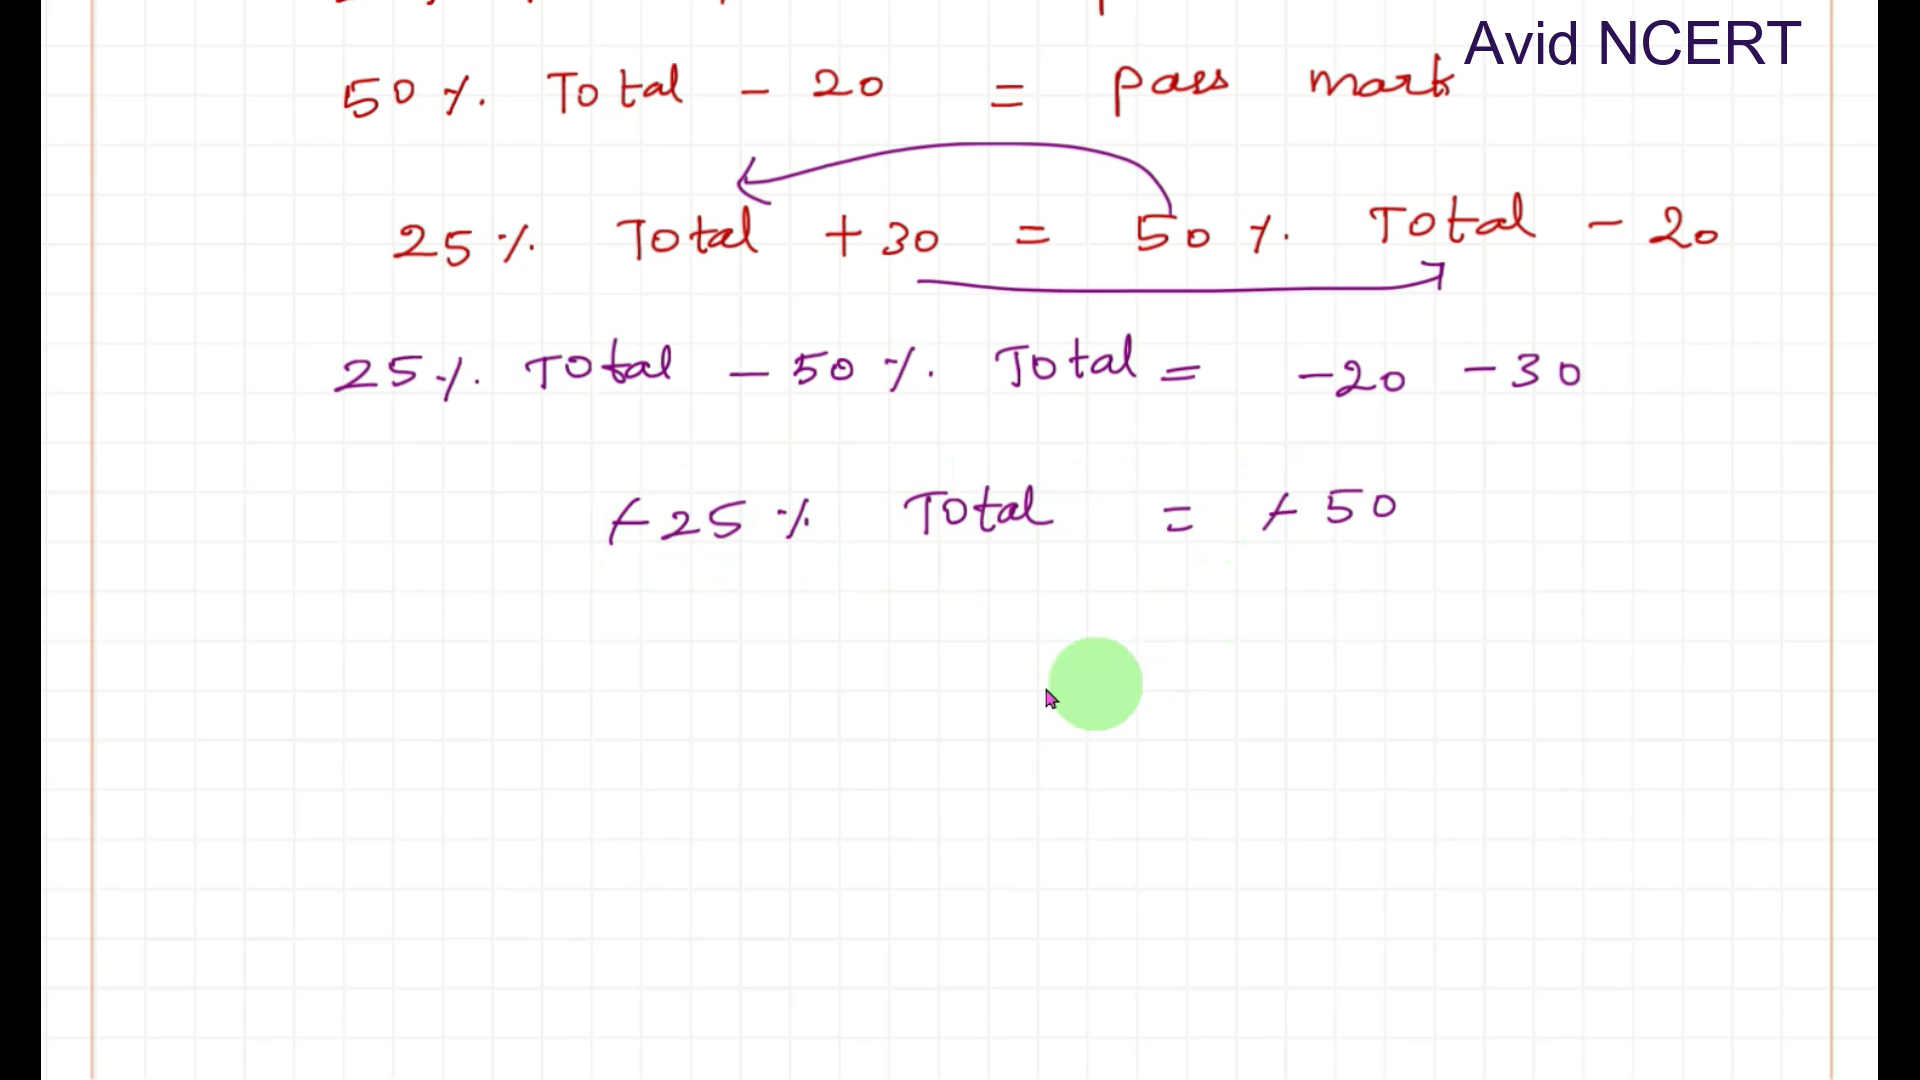 Avid NCERT
50 %. Total - 20 = pass mark
25 %. Total + 30 = 50 %. Total - 20
25 %. Total - 50 %. Total = -20 -30
-25 %. Total = - 50